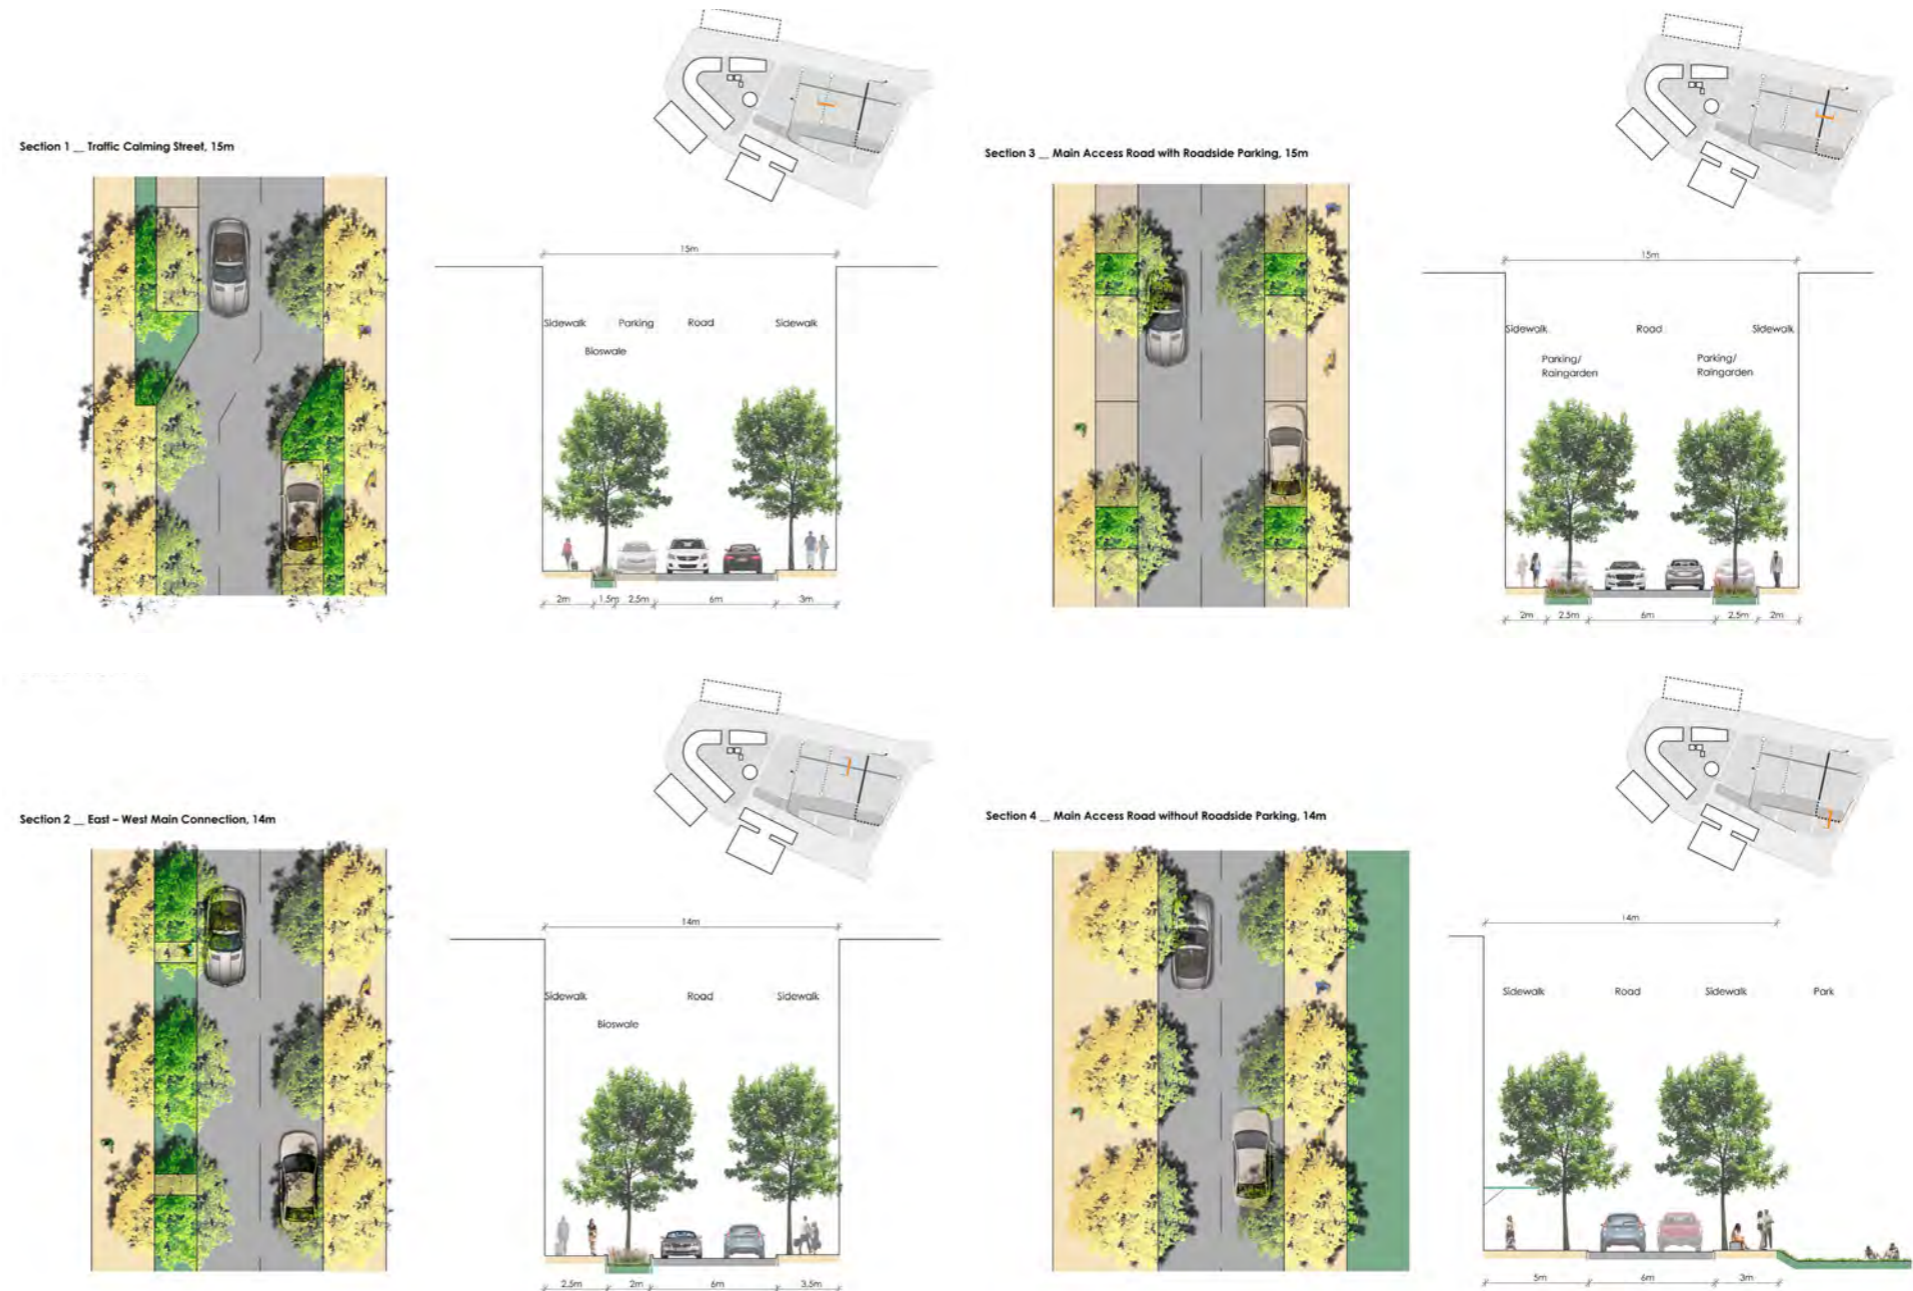 Section 1 __ Traffic Calming Street, 15m
15m
Sidewalk Parking Road Sidewalk
Bioswale
2m 1.5m 2.5m 6m 3m
Section 3 __ Main Access Road with Roadside Parking, 15m
15m
Sidewalk Road Sidewalk
Parking/ Parking/
Raingarden Raingarden
2m 2.5m 6m 2.5m 2m
Section 2 __ East – West Main Connection, 14m
14m
Sidewalk Road Sidewalk
Bioswale
2.5m 2m 6m 3.5m
Section 4 __ Main Access Road without Roadside Parking, 14m
14m
Sidewalk Road Sidewalk Park
5m 6m 3m